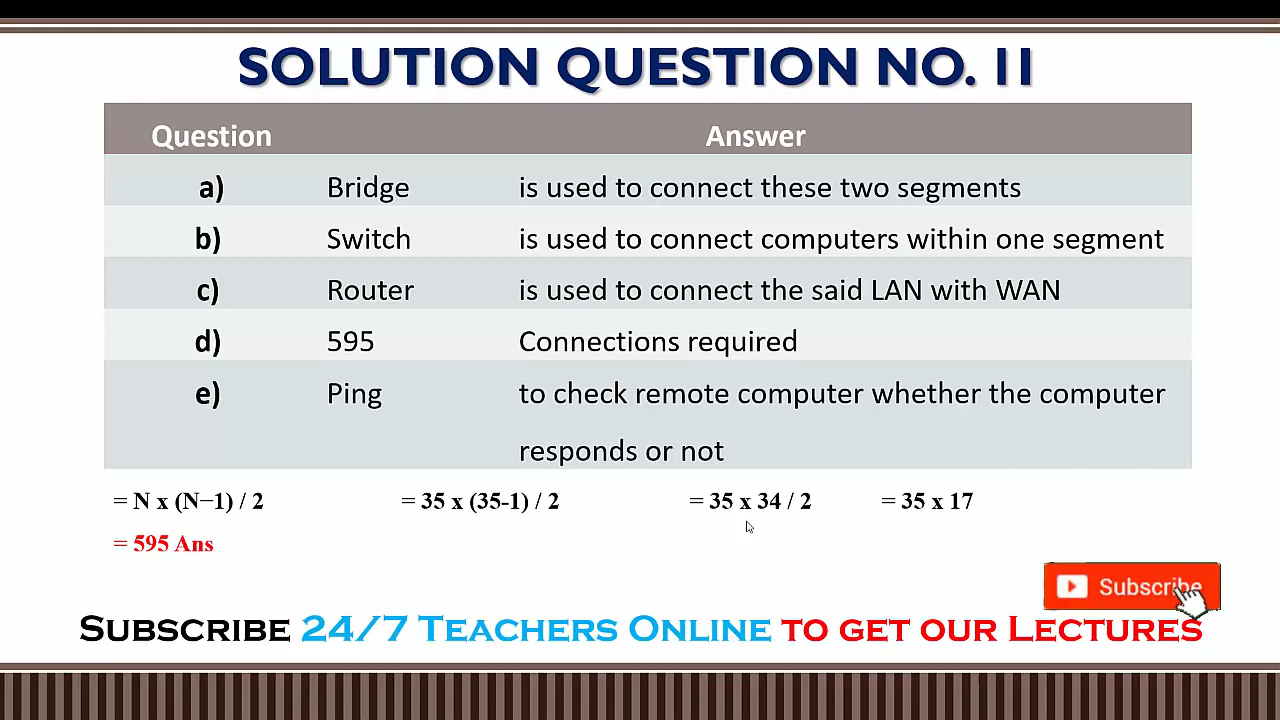 SOLUTION QUESTION NO. 11
Question Answer
a) Bridge is used to connect these two segments
b) Switch is used to connect computers within one segment
c) Router is used to connect the said LAN with WAN
d) 595 Connections required
e) Ping to check remote computer whether the computer
responds or not
= N x (N−1) / 2 = 35 x (35-1) / 2 = 35 x 34 / 2 = 35 x 17
= 595 Ans
Subscribe
SUBSCRIBE 24/7 TEACHERS ONLINE TO GET OUR LECTURES